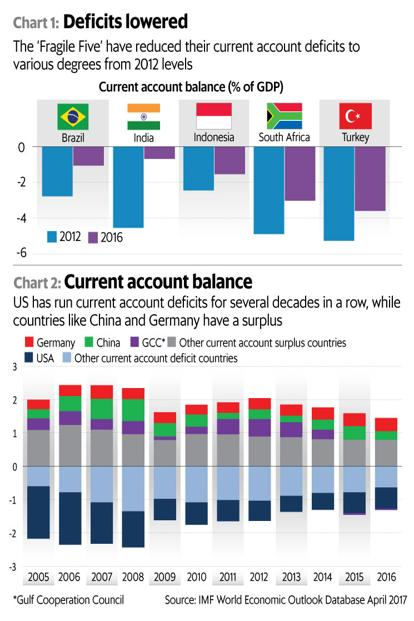 Chart 1: Deficits lowered
The ‘Fragile Five’ have reduced their current account deficits to
various degrees from 2012 levels
Current account balance (% of GDP)
Brazil India Indonesia South Africa Turkey
0
-2
-4
-6
2012 2016
Chart 2: Current account balance
US has run current account deficits for several decades in a row, while
countries like China and Germany have a surplus
Germany China GCC* Other current account surplus countries
USA Other current account deficit countries
3
2
1
0
-1
-2
-3
2005 2006 2007 2008 2009 2010 2011 2012 2013 2014 2015 2016
*Gulf Cooperation Council Source: IMF World Economic Outlook Database April 2017